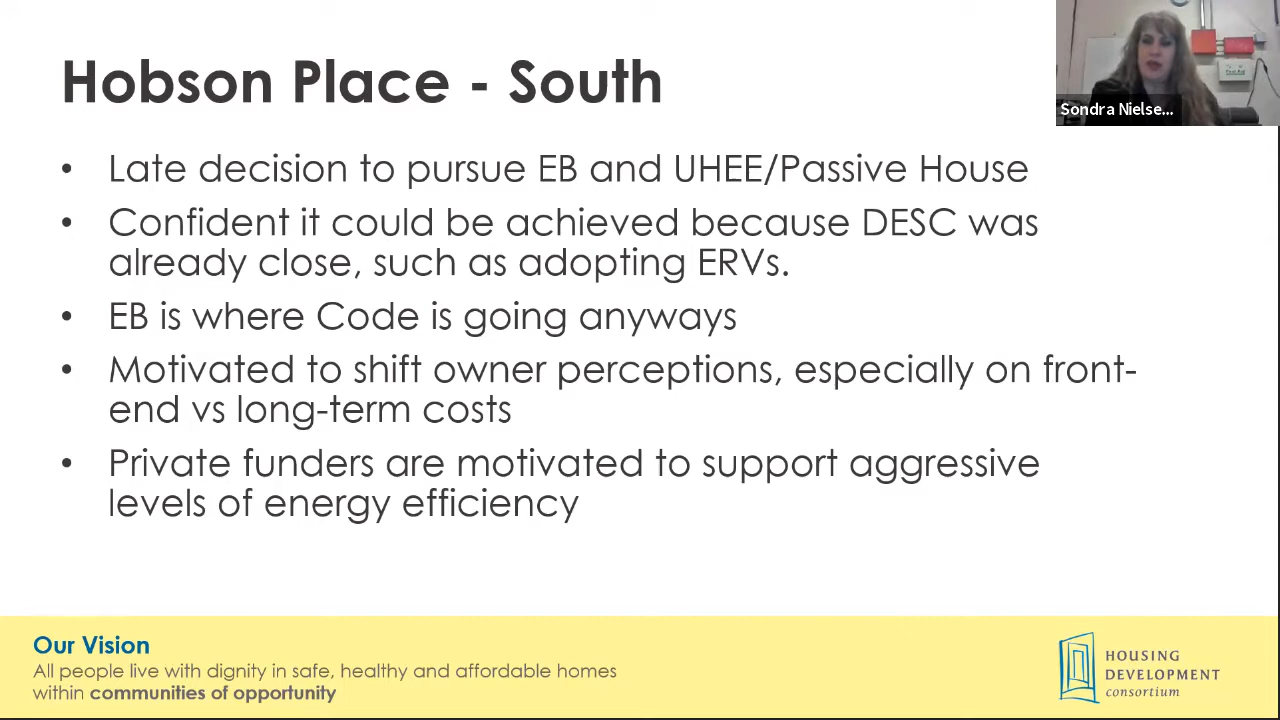 Hobson Place - South
Sondra Nielse...
• Late decision to pursue EB and UHEE/Passive House
• Confident it could be achieved because DESC was
already close, such as adopting ERVs.
• EB is where Code is going anyways
• Motivated to shift owner perceptions, especially on front-
end vs long-term costs
• Private funders are motivated to support aggressive
levels of energy efficiency
Our Vision
All people live with dignity in safe, healthy and affordable homes
within communities of opportunity
HOUSING
DEVELOPMENT
consortium